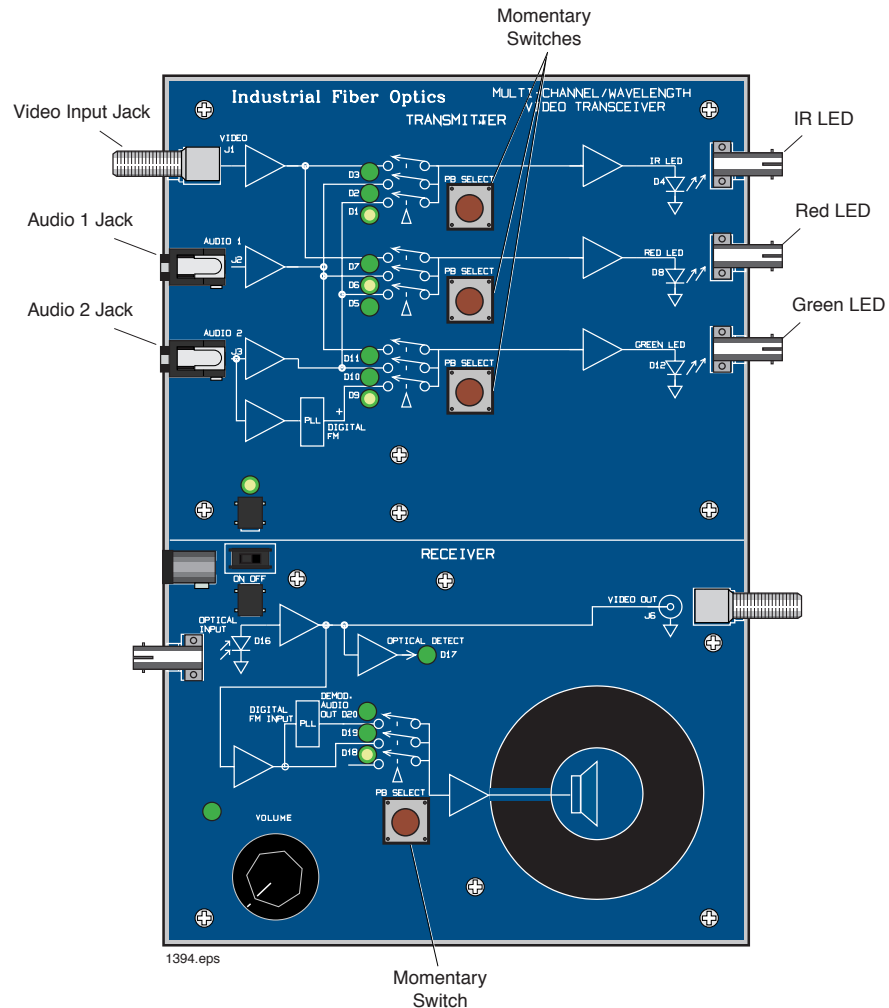 Momentary
Switches
Video Input Jack
Industrial Fiber Optics
MULTI-CHANNEL/WAVELENGTH
VIDEO TRANSCEIVER
TRANSMITTER
IR LED
VIDEO
J1
D3
D2
D1
PB SELECT
IR LED
D4
Audio 1 Jack
AUDIO 1
Red LED
D7
D6
D5
PB SELECT
RED LED
D8
Audio 2 Jack
AUDIO 2
Green LED
D11
D10
D9
PB SELECT
GREEN LED
D12
PLL
+
DIGITAL
FM
RECEIVER
ON OFF
OPTICAL
INPUT
D16
VIDEO OUT
J6
OPTICAL DETECT
D17
DIGITAL
FM INPUT
PLL
DEMOD.
AUDIO
OUT D20
D19
D18
PB SELECT
VOLUME
1394.eps
Momentary
Switch